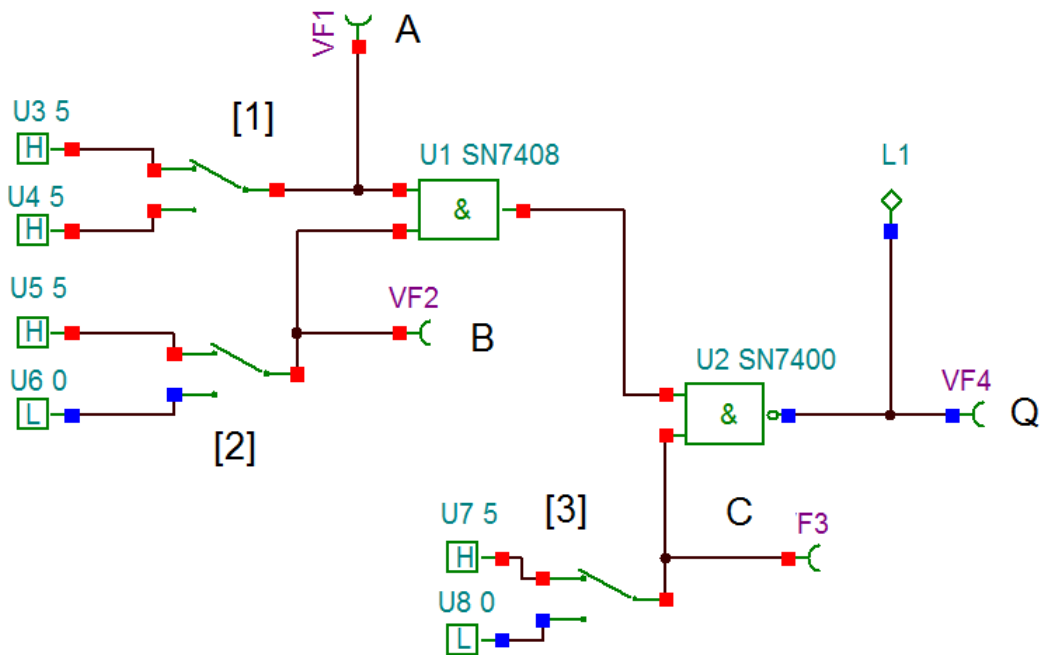 VF1
A
U3 5
H
[1]
U4 5
H
U1 SN7408
&
L1
U5 5
H
VF2
B
U6 0
L
[2]
U2 SN7400
&
VF4
Q
U7 5
H
[3]
C
F3
U8 0
L